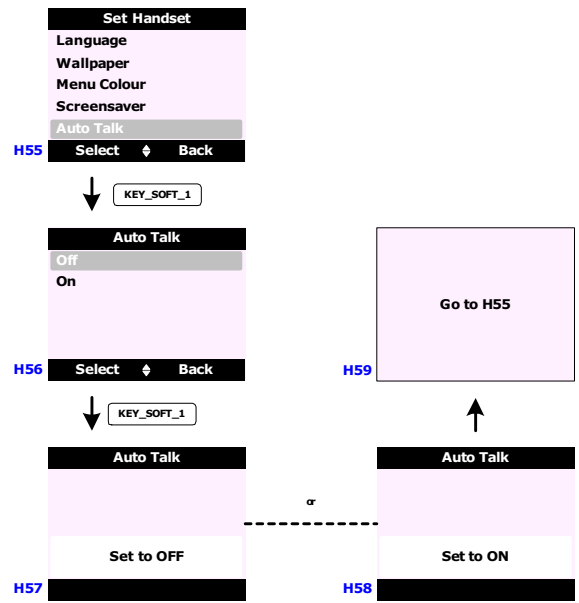 Set Handset
Language
Wallpaper
Menu Colour
Screensaver
Auto Talk
H55
Select
Back
KEY_SOFT_1
Auto Talk
Off
On
H56
Select
Back
KEY_SOFT_1
Auto Talk
Set to OFF
H57
or
Auto Talk
Set to ON
H58
Go to H55
H59